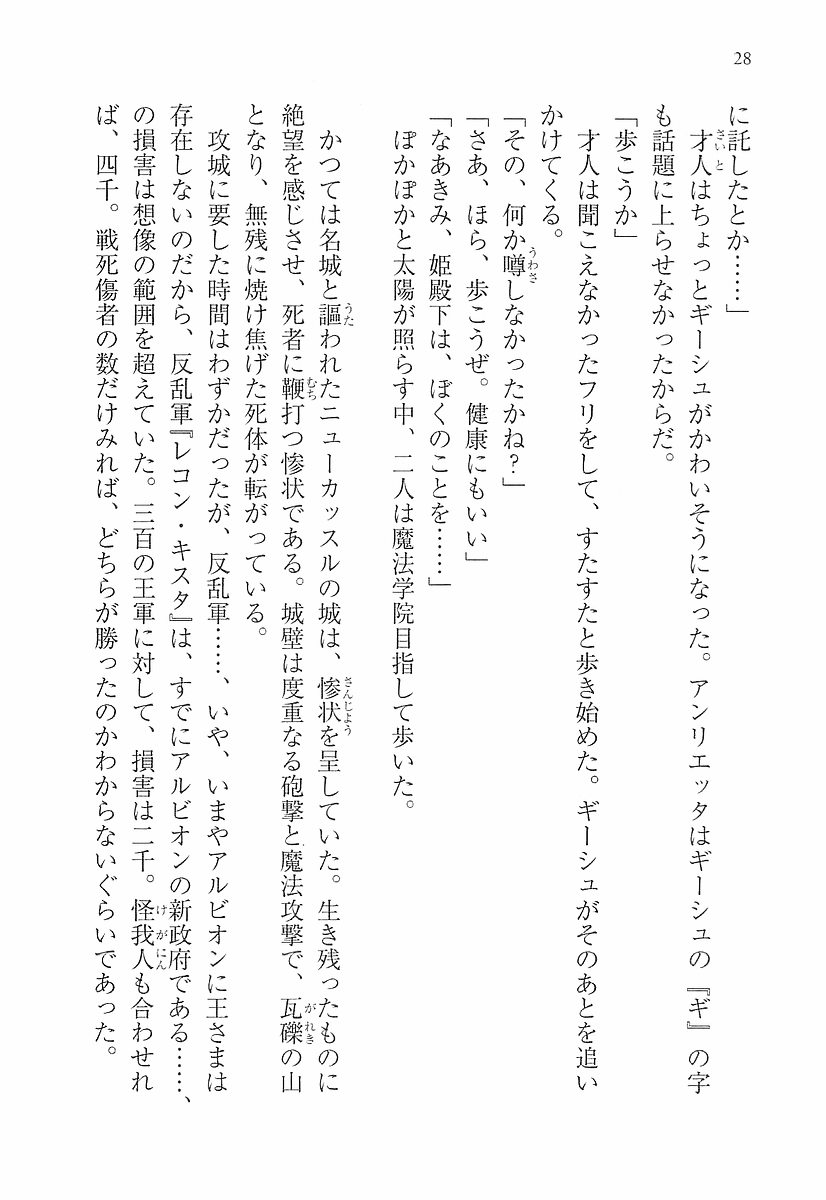 28
に託したとか……」
才人はちょっとギーシュがかわいそうになった。アンリエッタはギーシュの『ギ』の字
も話題に上らせなかったからだ。
「歩こうか」
才人は聞こえなかったフリをして、すたすたと歩き始めた。ギーシュがそのあとを追い
かけてくる。
「その、何か噂しなかったかね？」
「さあ、ほら、歩こうぜ。健康にもいい」
「なあきみ、姫殿下は、ぼくのことを……」
ぽかぽかと太陽が照らす中、二人は魔法学院目指して歩いた。
かつては名城と謳われたニューカッスルの城は、惨状を呈していた。生き残ったものに
絶望を感じさせ、死者に鞭打つ惨状である。城壁は度重なる砲撃と魔法攻撃で、瓦礫の山
となり、無残に焼け焦げた死体が転がっている。
攻城に要した時間はわずかだったが、反乱軍……、いや、いまやアルビオンに王さまは
存在しないのだから、反乱軍『レコン・キスタ』は、すでにアルビオンの新政府である……、
の損害は想像の範囲を超えていた。三百の王軍に対して、損害は二千。怪我人も合わせれ
ば、四千。戦死傷者の数だけみれば、どちらが勝ったのかわからないぐらいであった。